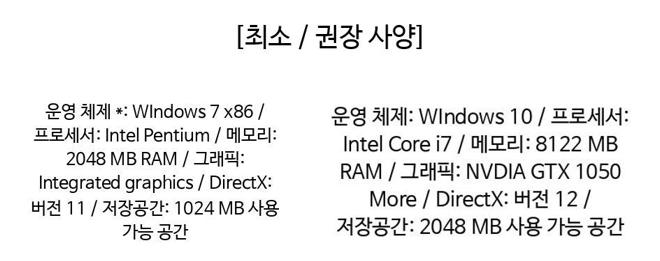 [최소 / 권장 사양]
운영 체제 *: WIndows 7 x86 /
프로세서: Intel Pentium / 메모리:
2048 MB RAM / 그래픽:
Integrated graphics / DirectX:
버전 11 / 저장공간: 1024 MB 사용
가능 공간
운영 체제: WIndows 10 / 프로세서:
Intel Core i7 / 메모리: 8122 MB
RAM / 그래픽: NVDIA GTX 1050
More / DirectX: 버전 12 /
저장공간: 2048 MB 사용 가능 공간